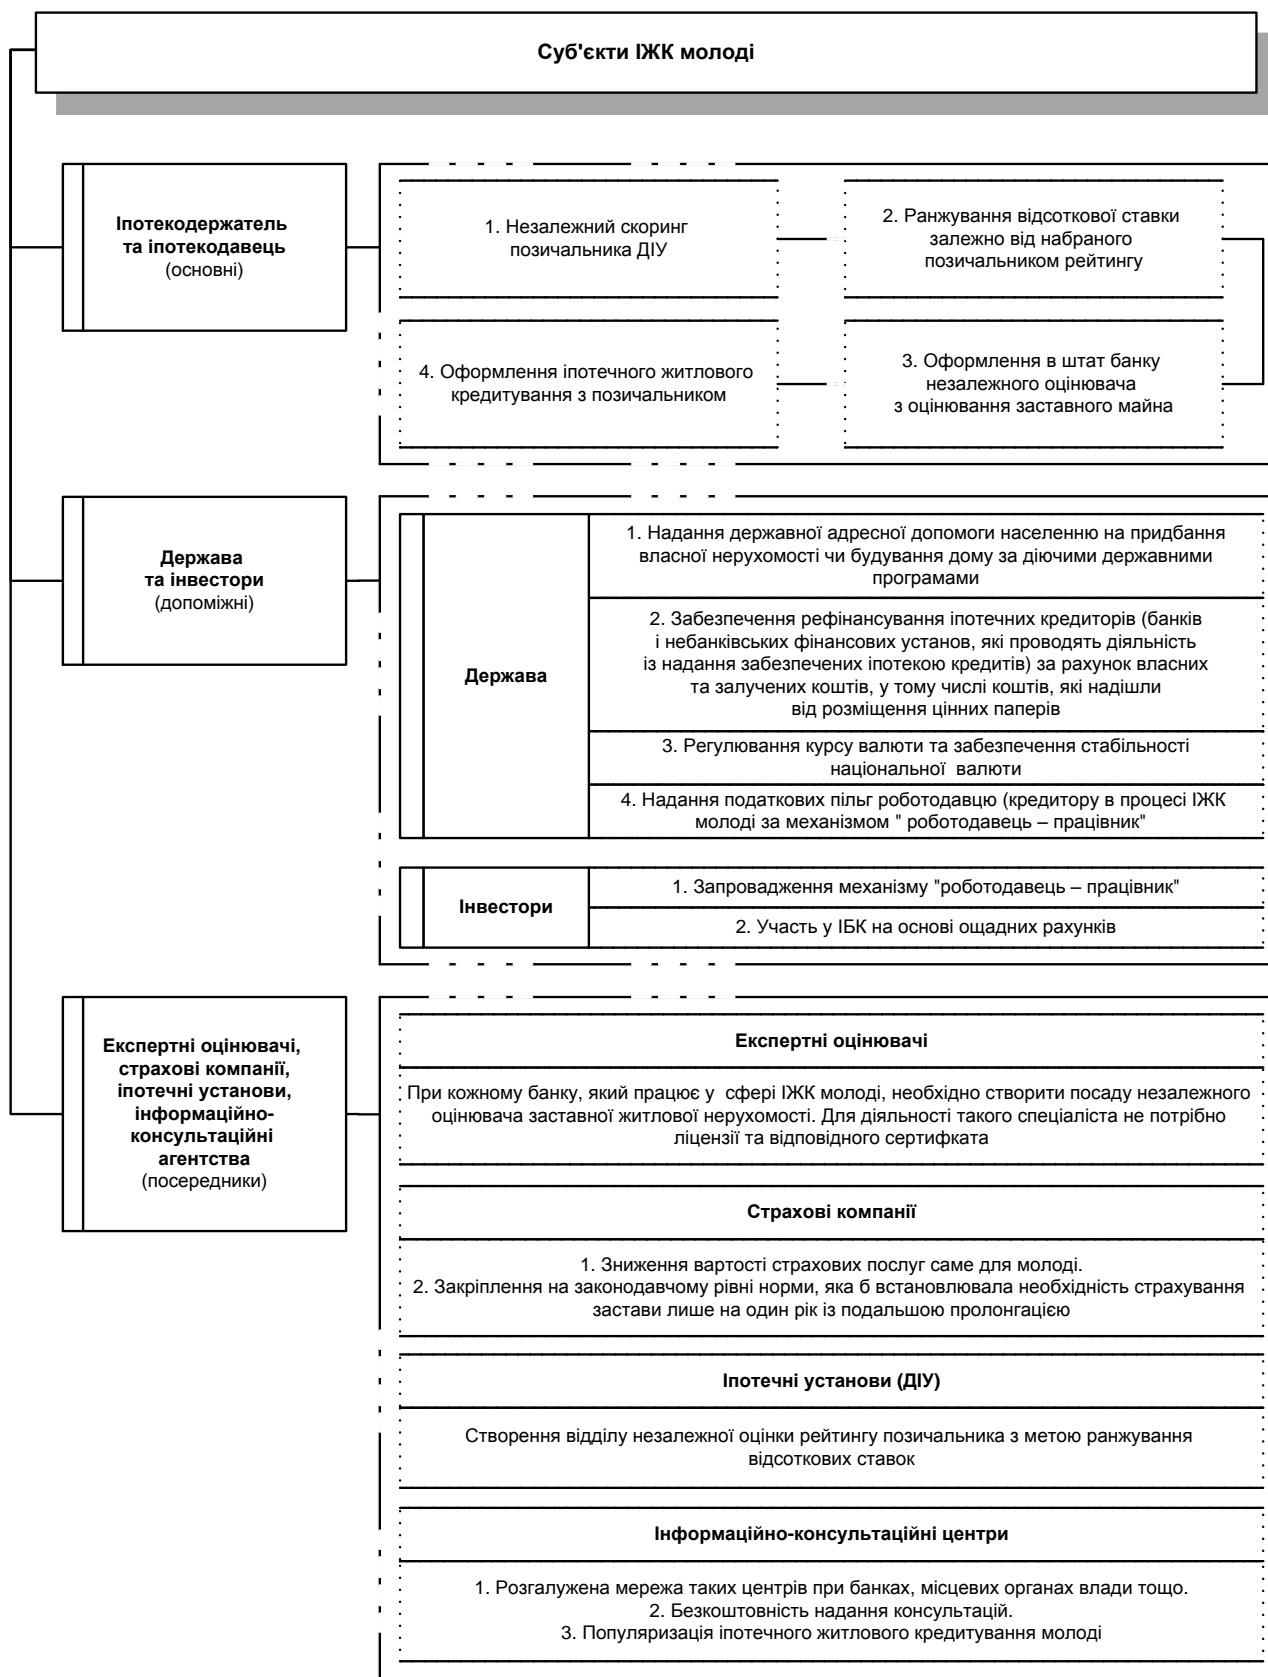 Суб'єкти ІЖК молоді
Іпотекодержатель
та іпотекодавець
(основні)
1. Незалежний скоринг
позичальника ДІУ
2. Ранжування відсоткової ставки
залежно від набраного
позичальником рейтингу
4. Оформлення іпотечного житлового
кредитування з позичальником
3. Оформлення в штат банку
незалежного оцінювача
з оцінювання заставного майна
Держава
та інвестори
(допоміжні)
Держава
1. Надання державної адресної допомоги населенню на придбання
власної нерухомості чи будування дому за діючими державними
програмами
2. Забезпечення рефінансування іпотечних кредиторів (банків
і небанківських фінансових установ, які проводять діяльність
із надання забезпечених іпотекою кредитів) за рахунок власних
та залучених коштів, у тому числі коштів, які надішли
від розміщення цінних паперів
3. Регулювання курсу валюти та забезпечення стабільності
національної валюти
4. Надання податкових пільг роботодавцю (кредитору в процесі ІЖК
молоді за механізмом " роботодавець – працівник"
Інвестори
1. Запровадження механізму "роботодавець – працівник"
2. Участь у ІБК на основі ощадних рахунків
Експертні оцінювачі,
страхові компанії,
іпотечні установи,
інформаційно-
консультаційні
агентства
(посередники)
Експертні оцінювачі
При кожному банку, який працює у сфері ІЖК молоді, необхідно створити посаду незалежного
оцінювача заставної житлової нерухомості. Для діяльності такого спеціаліста не потрібно
ліцензії та відповідного сертифката
Страхові компанії
1. Зниження вартості страхових послуг саме для молоді.
2. Закріплення на законодавчому рівні норми, яка б встановлювала необхідність страхування
застави лише на один рік із подальшою пролонгацією
Іпотечні установи (ДІУ)
Створення відділу незалежної оцінки рейтингу позичальника з метою ранжування
відсоткових ставок
Інформаційно-консультаційні центри
1. Розгалужена мережа таких центрів при банках, місцевих органах влади тощо.
2. Безкоштовність надання консультацій.
3. Популяризація іпотечного житлового кредитування молоді